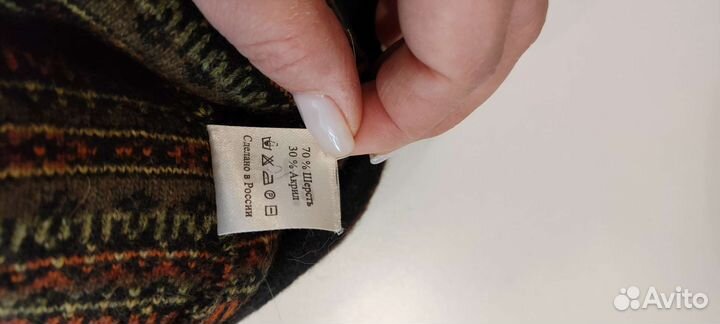 70% Шерсть
30% Акрил
Сделано в России
Avito